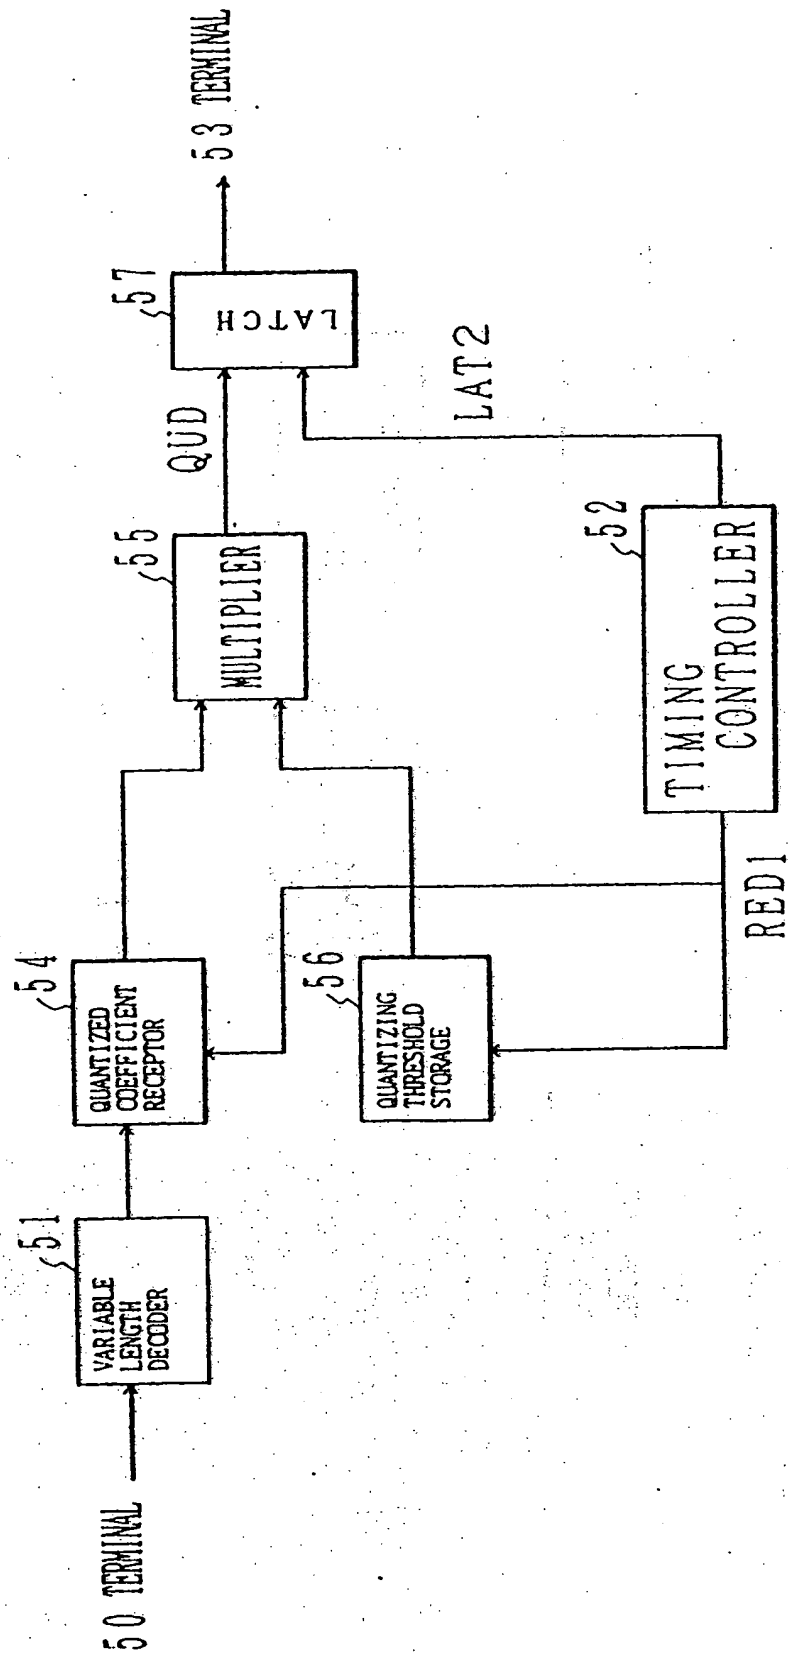 50 TERMINAL
51
VARIABLE
LENGTH
DECODER
54
QUANTIZED
COEFFICIENT
RECEPTOR
56
QUANTIZING
THRESHOLD
STORAGE
55
MULTIPLIER
QUD
57
LATCH
53 TERMINAL
RED1
52
TIMING
CONTROLLER
LAT2